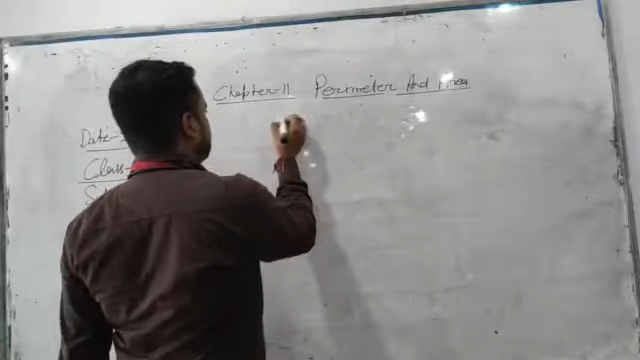 Chapter-11 Perimeter And Area
Date-
Class-